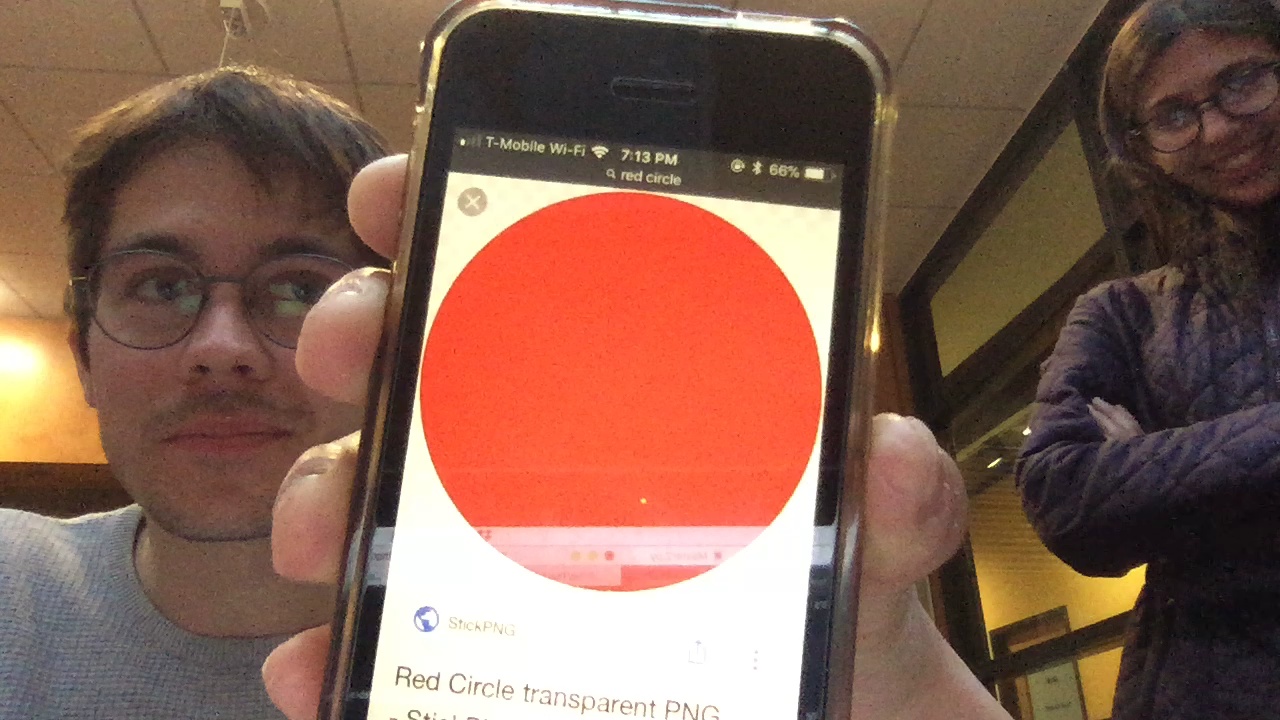 T-Mobile Wi-Fi 7:13 PM 66%
red circle
StickPNG
Red Circle transparent PNG